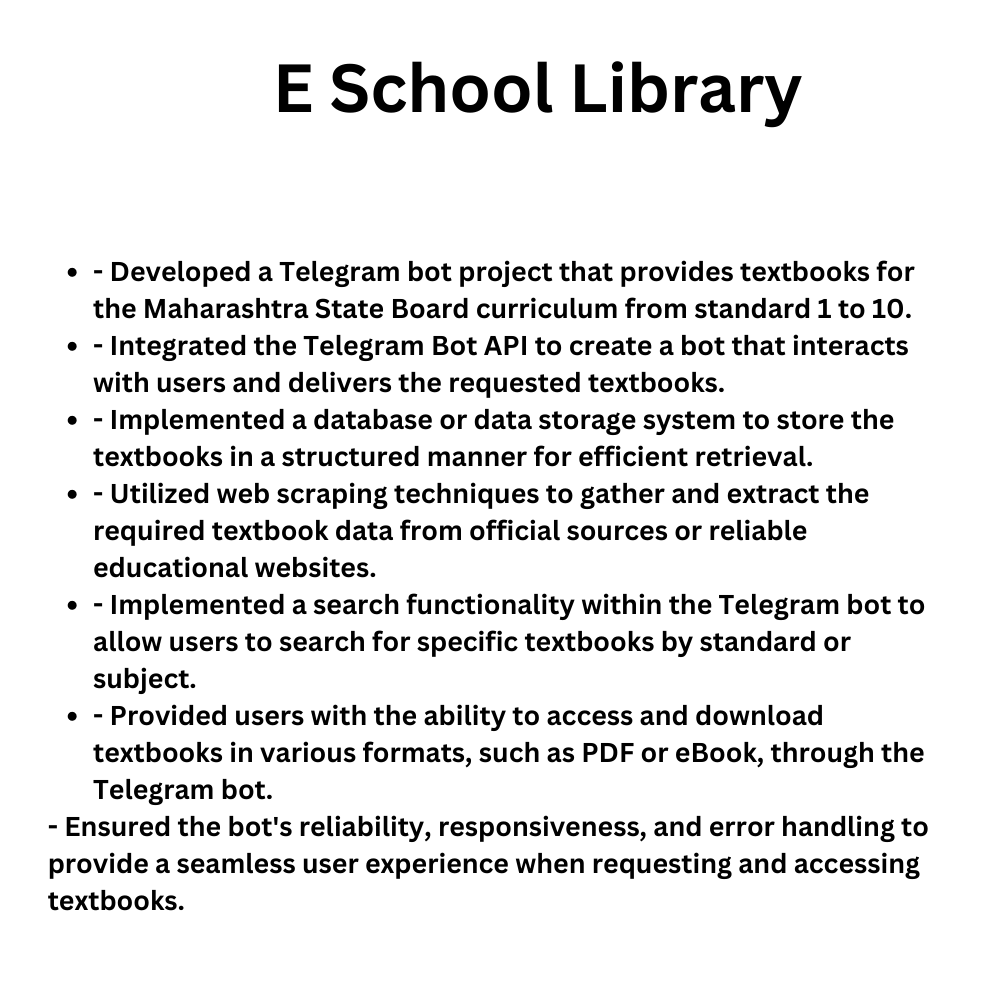 E School Library
• - Developed a Telegram bot project that provides textbooks for
the Maharashtra State Board curriculum from standard 1 to 10.
• - Integrated the Telegram Bot API to create a bot that interacts
with users and delivers the requested textbooks.
• - Implemented a database or data storage system to store the
textbooks in a structured manner for efficient retrieval.
• - Utilized web scraping techniques to gather and extract the
required textbook data from official sources or reliable
educational websites.
• - Implemented a search functionality within the Telegram bot to
allow users to search for specific textbooks by standard or
subject.
• - Provided users with the ability to access and download
textbooks in various formats, such as PDF or eBook, through the
Telegram bot.
- Ensured the bot's reliability, responsiveness, and error handling to
provide a seamless user experience when requesting and accessing
textbooks.